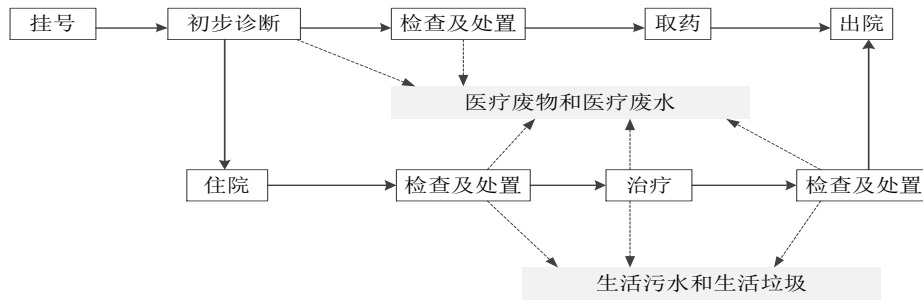 挂号
初步诊断
检查及处置
取药
出院
医疗废物和医疗废水
住院
检查及处置
治疗
检查及处置
生活污水和生活垃圾